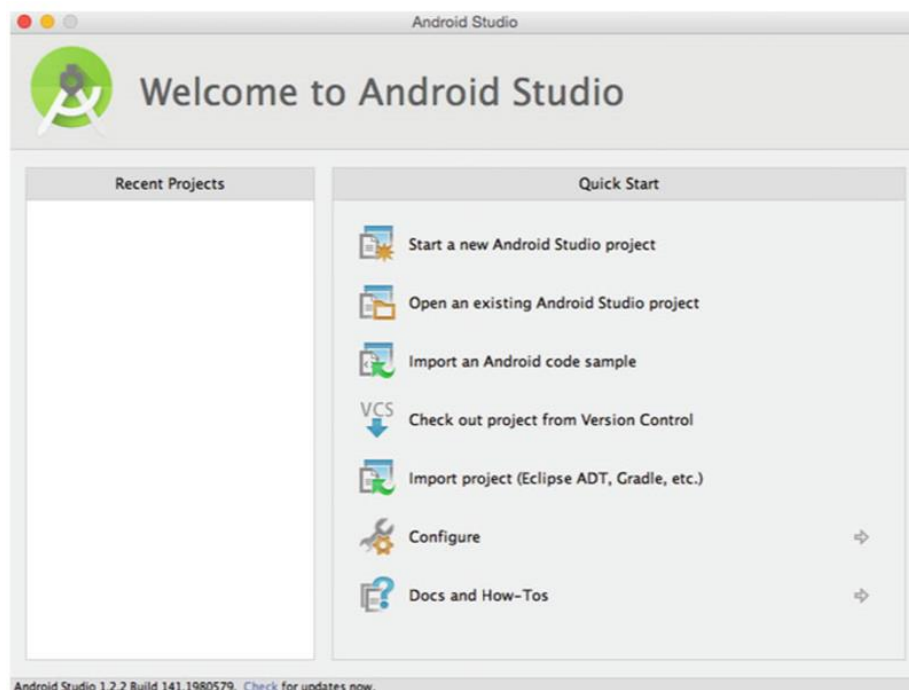 Android Studio
Welcome to Android Studio
Recent Projects
Quick Start
Start a new Android Studio project
Open an existing Android Studio project
Import an Android code sample
VCS
Check out project from Version Control
Import project (Eclipse ADT, Gradle, etc.)
Configure
Docs and How-Tos
Android Studio 1.2.2 Build 141.1980579. Check for updates now.